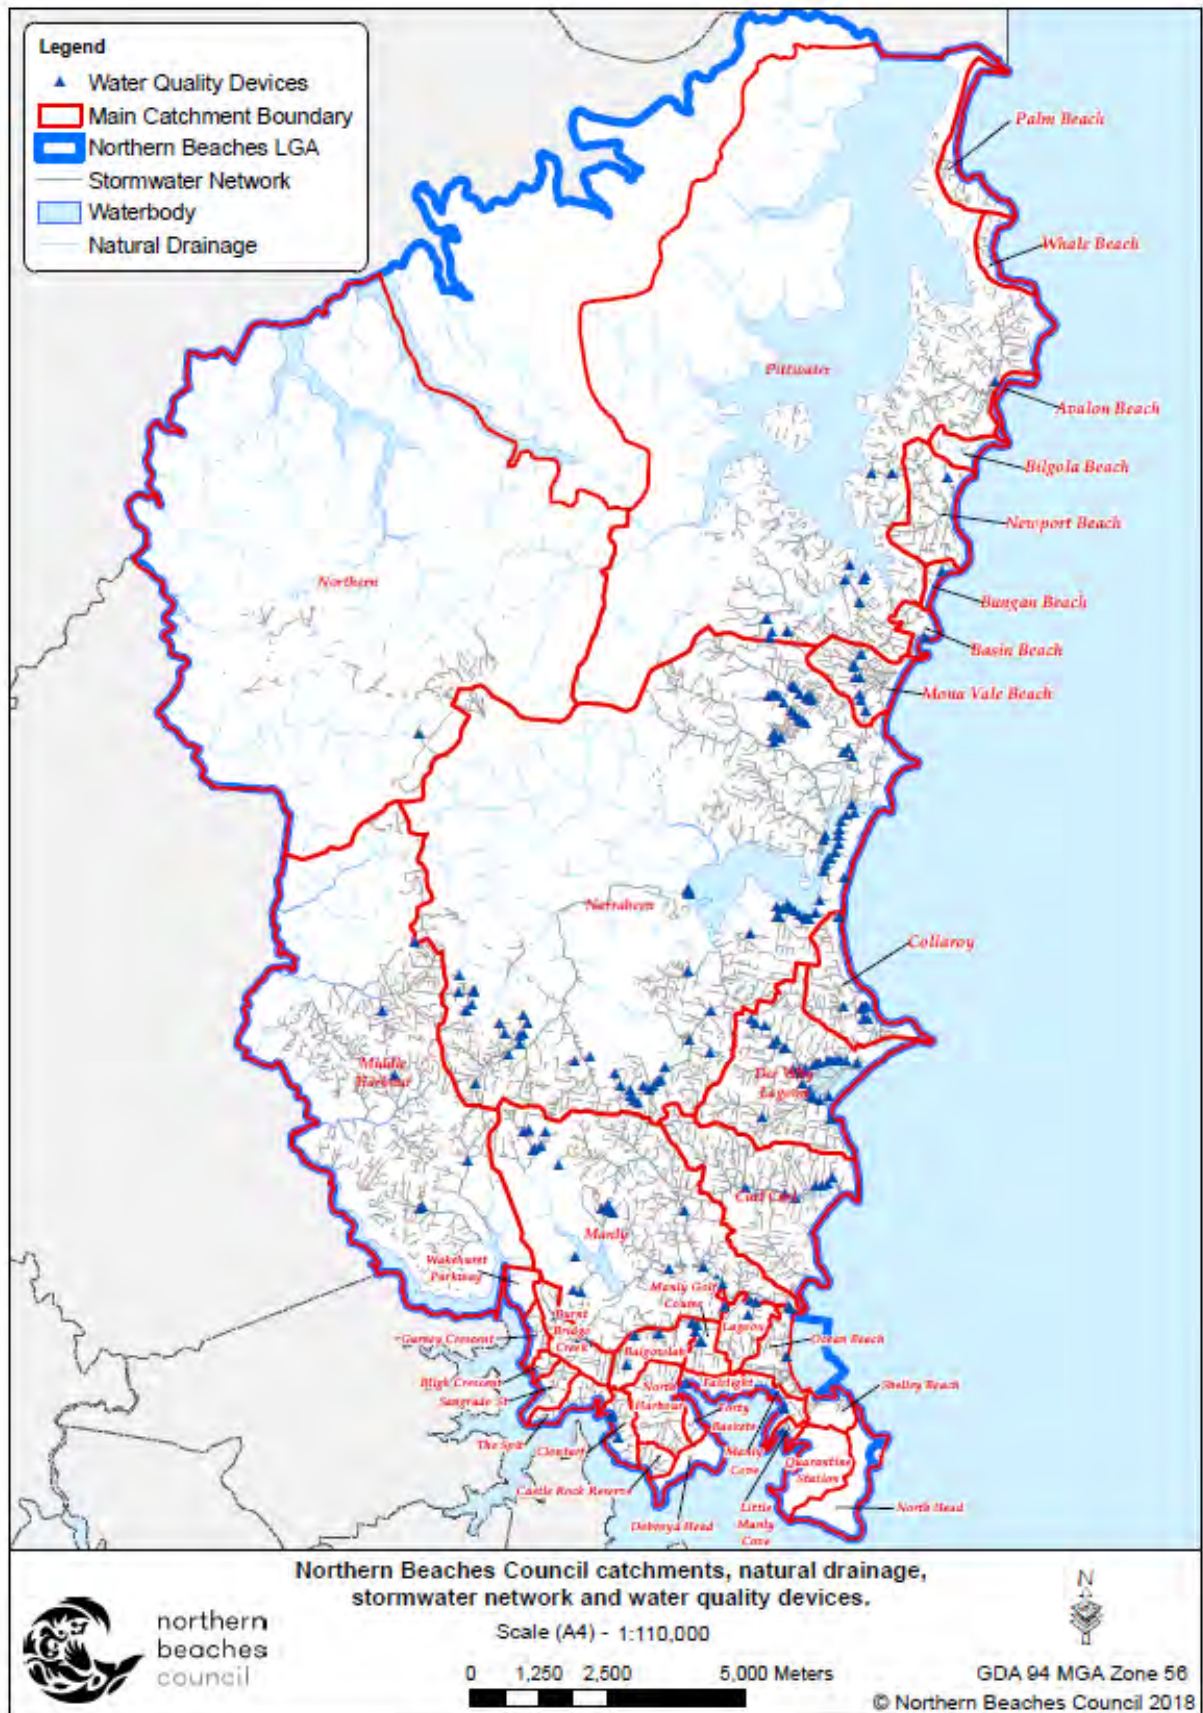 Legend
Water Quality Devices
Main Catchment Boundary
Northern Beaches LGA
Stormwater Network
Waterbody
Natural Drainage
Palm Beach
Whale Beach
Pittwater
Avalon Beach
Bilgola Beach
Newport Beach
Northern
Bungan Beach
Basin Beach
Mona Vale Beach
Narrabeen
Collaroy
Middle
Harbour
Dee Why
Lagoon
Curl Curl
Manly
Wakehurst
Parkway
Manly Golf
Course
Burnt
Bridge
Creek
Lagoon
Garney Crescent
Ocean Beach
Balgowlah
Bligh Crescent
North
Harbour
Fairlight
Shelley Beach
Sangrado St
Forty
Baskets
The Spit
Clontarf
Manly
Cove
Quarantine
Station
Castle Rock Reserve
Dobroyd Head
Little
Manly
Cove
North Head
Northern Beaches Council catchments, natural drainage,
stormwater network and water quality devices.
Scale (A4) - 1:110,000
0 1,250 2,500 5,000 Meters
northern
beaches
council
N
GDA 94 MGA Zone 56
© Northern Beaches Council 2018